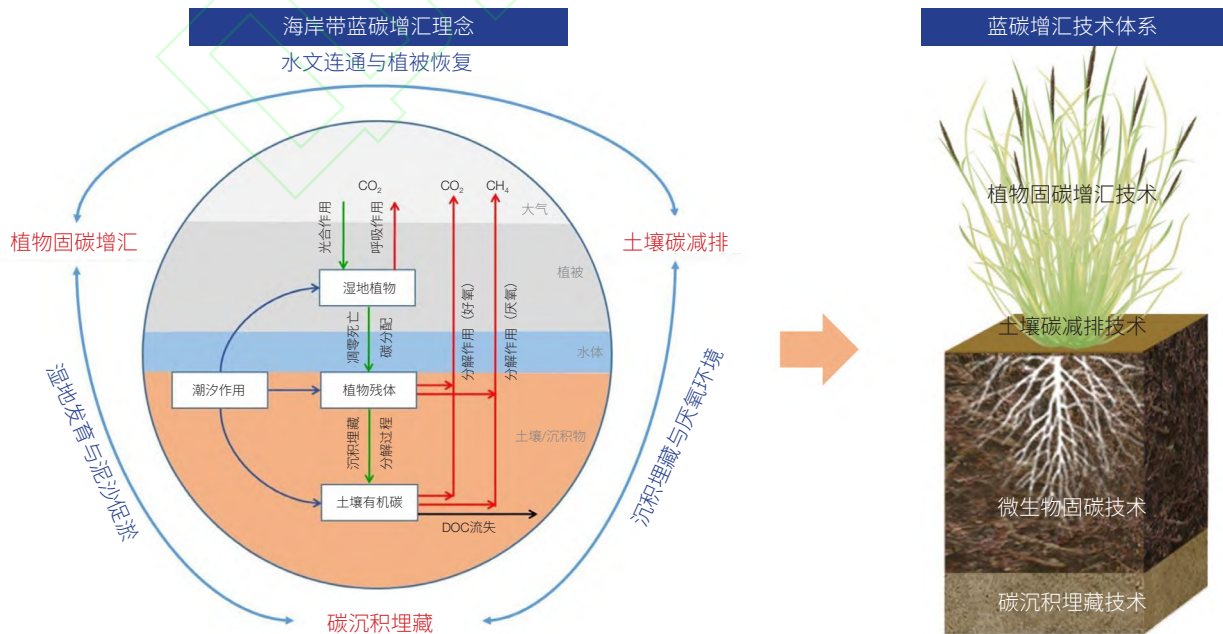 海岸带蓝碳增汇理念
水文连通与植被恢复
植物固碳增汇
土壤碳减排
湿地发育与泥沙促淤
沉积埋藏与厌氧环境
碳沉积埋藏
CO₂
CO₂
CH₄
大气
光合作用
呼吸作用
植被
湿地植物
凋零死亡
碳分配
分解作用（好氧）
分解作用（厌氧）
水体
潮汐作用
植物残体
土壤/沉积物
沉积埋藏
分解过程
土壤有机碳
DOC流失
蓝碳增汇技术体系
植物固碳增汇技术
土壤碳减排技术
微生物固碳技术
碳沉积埋藏技术